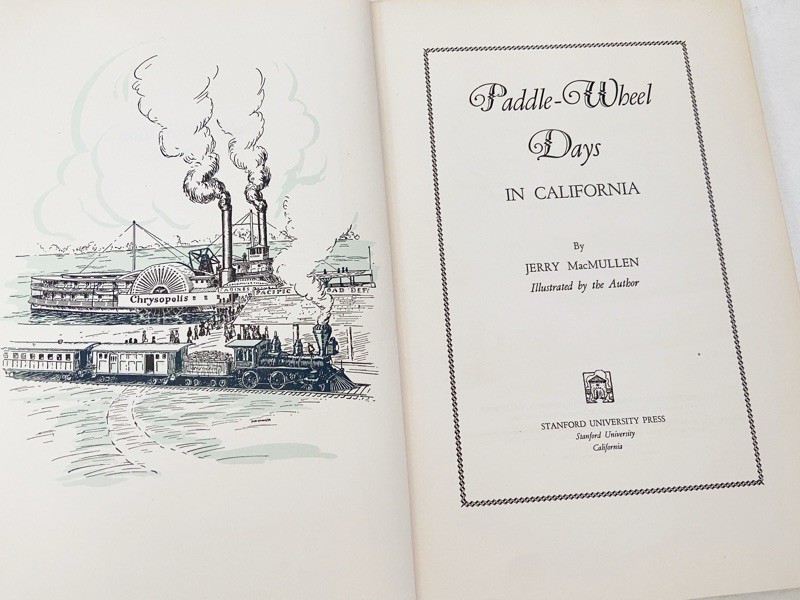 Chrysopolis
PACIFIC
Paddle-Wheel
Days
IN CALIFORNIA
By
JERRY MacMULLEN
Illustrated by the Author
STANFORD UNIVERSITY PRESS
Stanford University
California